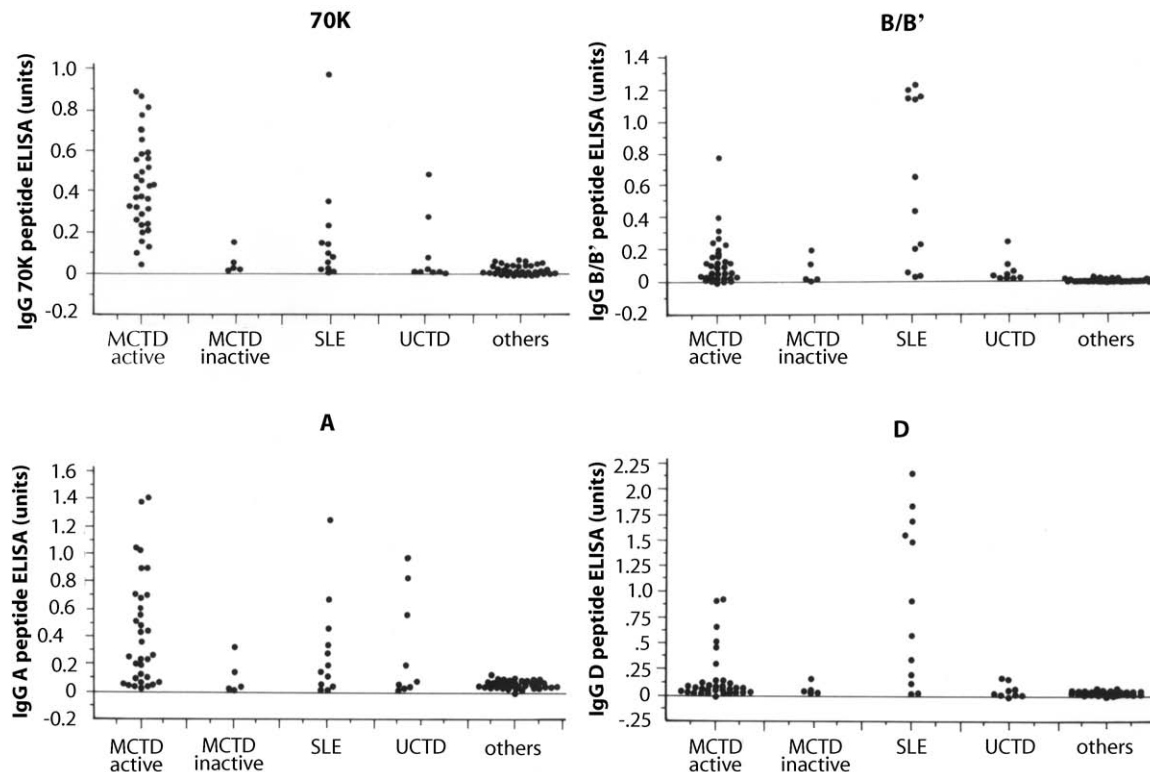 70K
IgG 70K peptide ELISA (units)
1.0
0.8
0.6
0.4
0.2
0
-0.2
MCTD active
MCTD inactive
SLE
UCTD
others
B/B’
IgG B/B’ peptide ELISA (units)
1.4
1.2
1.0
0.8
0.6
0.4
0.2
0
-0.2
MCTD active
MCTD inactive
SLE
UCTD
others
A
IgG A peptide ELISA (units)
1.6
1.4
1.2
1.0
0.8
0.6
0.4
0.2
0
-0.2
MCTD active
MCTD inactive
SLE
UCTD
others
D
IgG D peptide ELISA (units)
2.25
2.0
1.75
1.5
1.25
1.0
.75
.5
.25
0
.25
MCTD active
MCTD inactive
SLE
UCTD
others